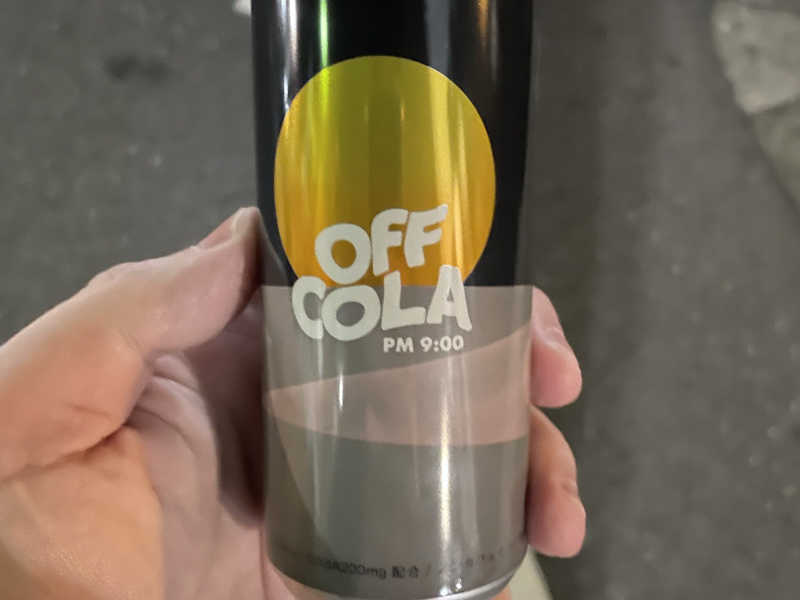 OFF
COLA
PM 9:00
200mg 配合 /